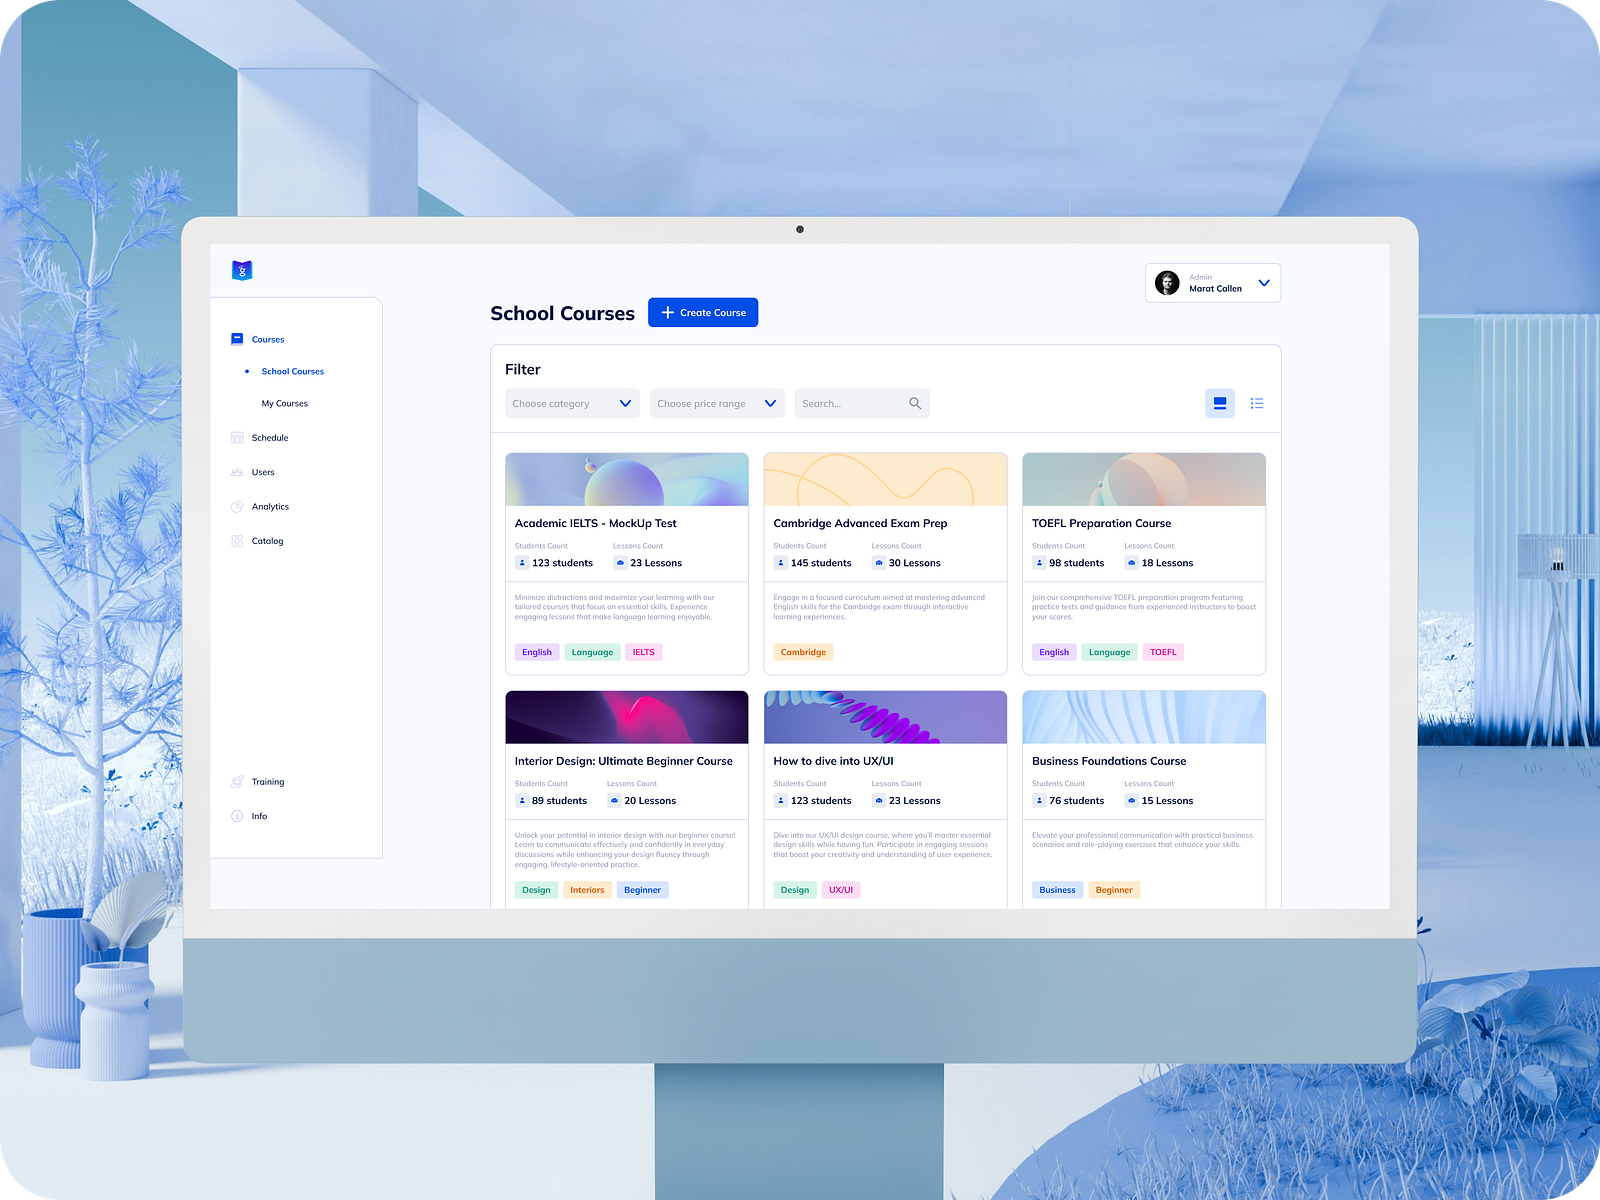 Admin
Marat Callen
School Courses
Create Course
Courses
School Courses
My Courses
Schedule
Users
Analytics
Catalog
Training
Info
Filter
Choose category
Choose price range
Search...
Academic IELTS - MockUp Test
Students Count
Lessons Count
123 students
23 Lessons
Minimize distractions and maximize your learning with our
tailored courses that focus on essential skills. Experience
engaging lessons that make language learning enjoyable.
English
Language
IELTS
Cambridge Advanced Exam Prep
Students Count
Lessons Count
145 students
30 Lessons
Engage in a focused curriculum aimed at mastering advanced
English skills for the Cambridge exam through interactive
learning experiences.
Cambridge
TOEFL Preparation Course
Students Count
Lessons Count
98 students
18 Lessons
Join our comprehensive TOEFL preparation program featuring
practice tests and guidance from experienced instructors to boost
your scores.
English
Language
TOEFL
Interior Design: Ultimate Beginner Course
Students Count
Lessons Count
89 students
20 Lessons
Unlock your potential in interior design with our beginner course!
Learn to communicate effectively and confidently in everyday
discussions while enhancing your design fluency through
engaging, lifestyle-oriented practice.
Design
Interiors
Beginner
How to dive into UX/UI
Students Count
Lessons Count
123 students
23 Lessons
Dive into our UX/UI design course, where you'll master essential
design skills while having fun. Participate in engaging sessions
that boost your creativity and understanding of user experience.
Design
UX/UI
Business Foundations Course
Students Count
Lessons Count
76 students
15 Lessons
Elevate your professional communication with practical business
scenarios and role-playing exercises that enhance your skills.
Business
Beginner